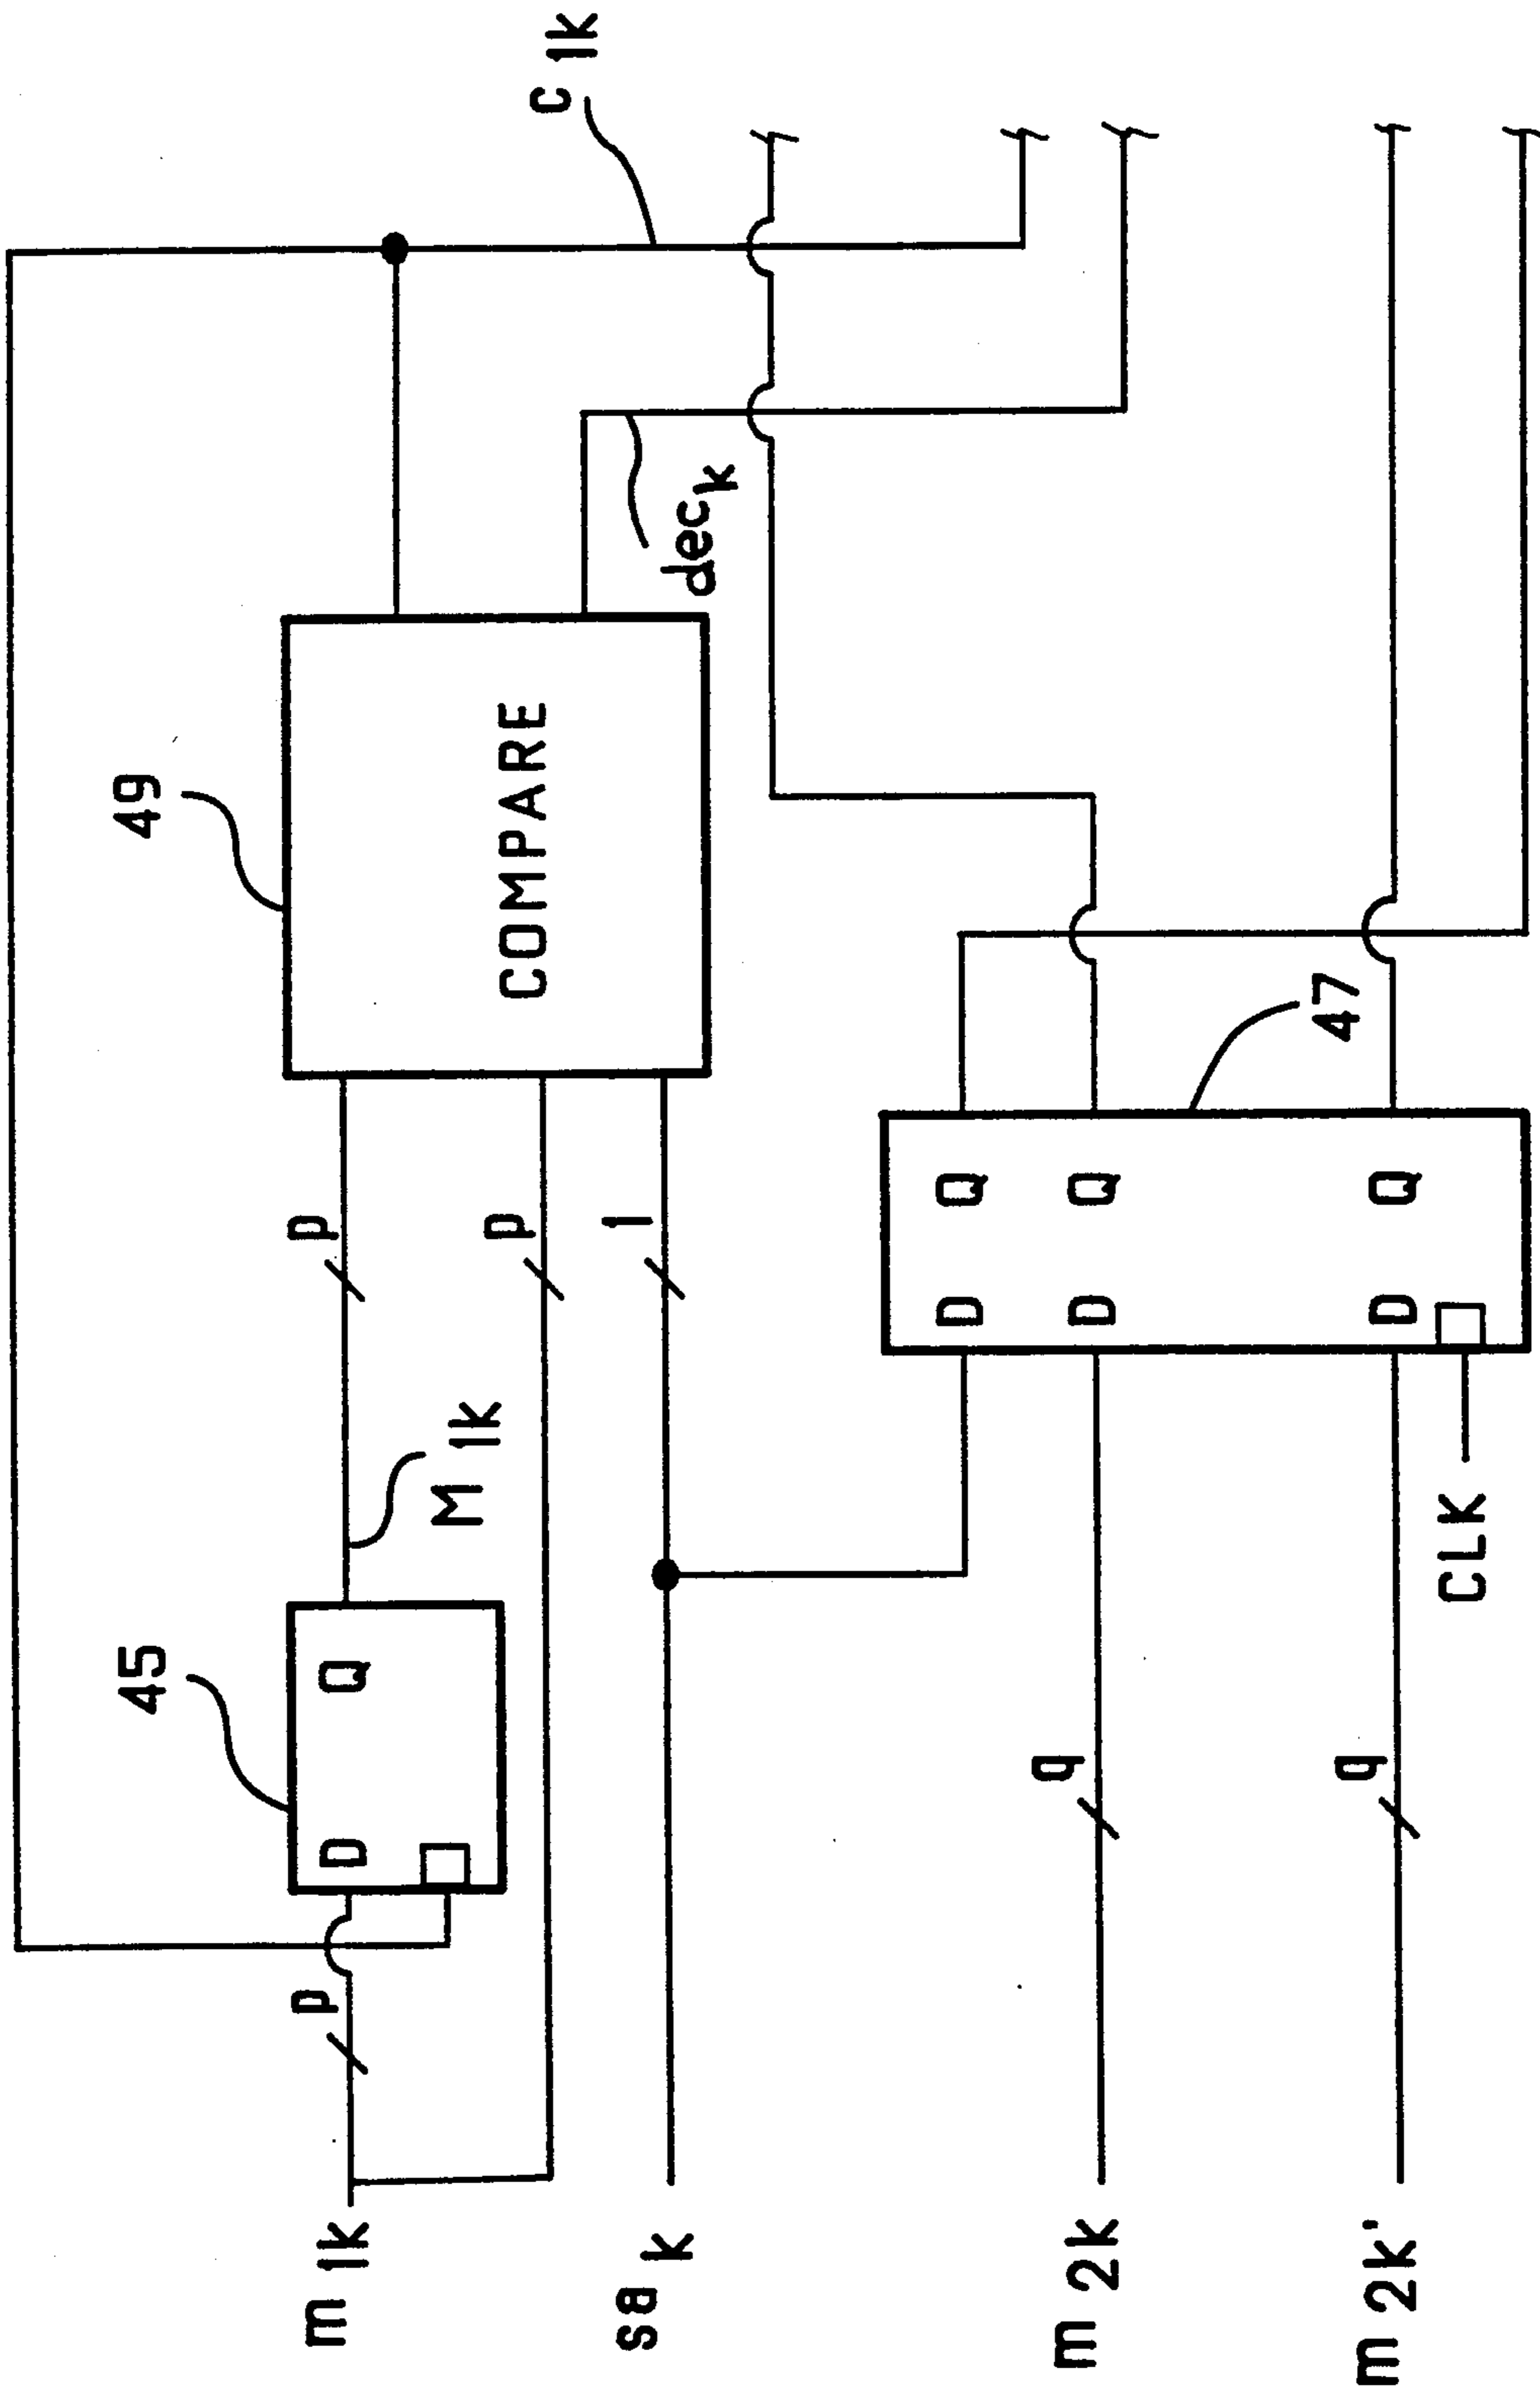 49
45
D Q
p
p
M 1K
p
1
COMPARE
C 1K
dec K
m 1K
sa K
m 2K
m 2K'
q
q
D Q
D Q
D Q
CLK
47